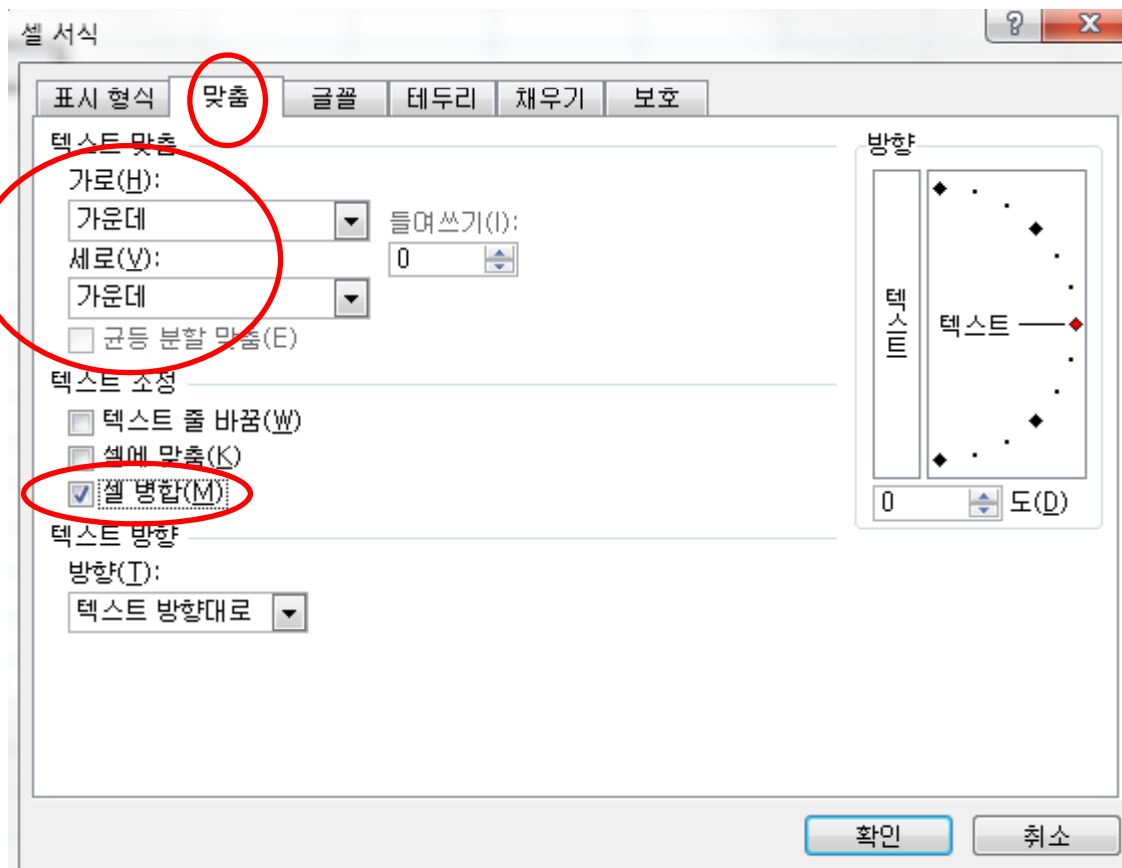 셀 서식
표시 형식 맞춤 글꼴 테두리 채우기 보호
텍스트 맞춤
가로(H):
가운데
들여쓰기(I):
세로(V):
0
가운데
균등 분할 맞춤(E)
텍스트 조정
텍스트 줄 바꿈(W)
셀에 맞춤(K)
셀 병합(M)
텍스트 방향
방향(T):
텍스트 방향대로
방향
텍스트
텍스트
0 도(D)
확인 취소